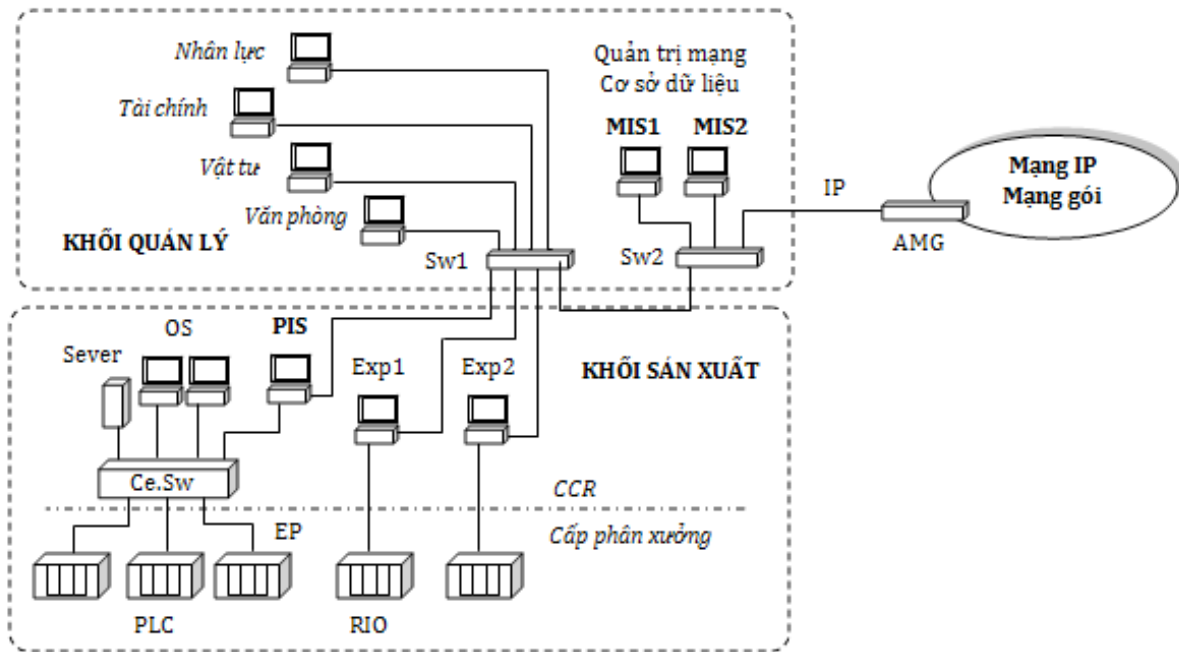 Nhân lực
Quản trị mạng
Cơ sở dữ liệu
Tài chính
MIS1
MIS2
Vật tư
Mạng IP
Mạng gói
IP
Văn phòng
KHỐI QUẢN LÝ
Sw1
Sw2
AMG
OS
PIS
Sever
Exp1
Exp2
KHỐI SẢN XUẤT
Ce.Sw
CCR
EP
Cấp phân xưởng
PLC
RIO